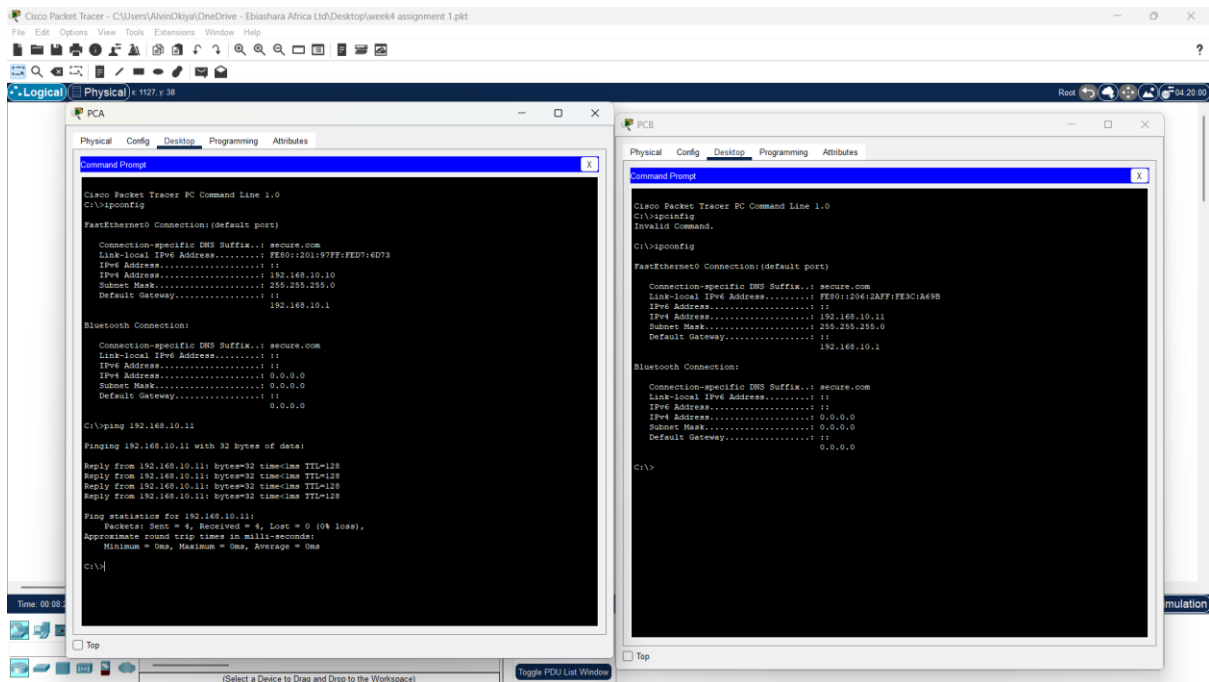 Cisco Packet Tracer - C:\Users\AlvinOkiya\OneDrive - Ebiashara Africa Ltd\Desktop\week4 assignment 1.pkt
File Edit Options View Tools Extensions Window Help
?
Logical Physical x: 1127, y: 38 Root 04:20:00
PCA
Physical Config Desktop Programming Attributes
Command Prompt X
Cisco Packet Tracer PC Command Line 1.0
C:\>ipconfig
FastEthernet0 Connection:(default port)
Connection-specific DNS Suffix..: secure.com
Link-local IPv6 Address.........: FE80::201:97FF:FED7:6D73
IPv6 Address....................: ::
IPv4 Address....................: 192.168.10.10
Subnet Mask.....................: 255.255.255.0
Default Gateway.................: ::
192.168.10.1
Bluetooth Connection:
Connection-specific DNS Suffix..: secure.com
Link-local IPv6 Address.........: ::
IPv6 Address....................: ::
IPv4 Address....................: 0.0.0.0
Subnet Mask.....................: 0.0.0.0
Default Gateway.................: ::
0.0.0.0
C:\>ping 192.168.10.11
Pinging 192.168.10.11 with 32 bytes of data:
Reply from 192.168.10.11: bytes=32 time<1ms TTL=128
Reply from 192.168.10.11: bytes=32 time<1ms TTL=128
Reply from 192.168.10.11: bytes=32 time<1ms TTL=128
Reply from 192.168.10.11: bytes=32 time<1ms TTL=128
Ping statistics for 192.168.10.11:
Packets: Sent = 4, Received = 4, Lost = 0 (0% loss),
Approximate round trip times in milli-seconds:
Minimum = 0ms, Maximum = 0ms, Average = 0ms
C:\>
Top
PCB
Physical Config Desktop Programming Attributes
Command Prompt X
Cisco Packet Tracer PC Command Line 1.0
C:\>ipcinfig
Invalid Command.
C:\>ipconfig
FastEthernet0 Connection:(default port)
Connection-specific DNS Suffix..: secure.com
Link-local IPv6 Address.........: FE80::206:2AFF:FE3C:A69B
IPv6 Address....................: ::
IPv4 Address....................: 192.168.10.11
Subnet Mask.....................: 255.255.255.0
Default Gateway.................: ::
192.168.10.1
Bluetooth Connection:
Connection-specific DNS Suffix..: secure.com
Link-local IPv6 Address.........: ::
IPv6 Address....................: ::
IPv4 Address....................: 0.0.0.0
Subnet Mask.....................: 0.0.0.0
Default Gateway.................: ::
0.0.0.0
C:\>
Top
Time: 00:08:
mulation
Toggle PDU List Window
(Select a Device to Drag and Drop to the Workspace)